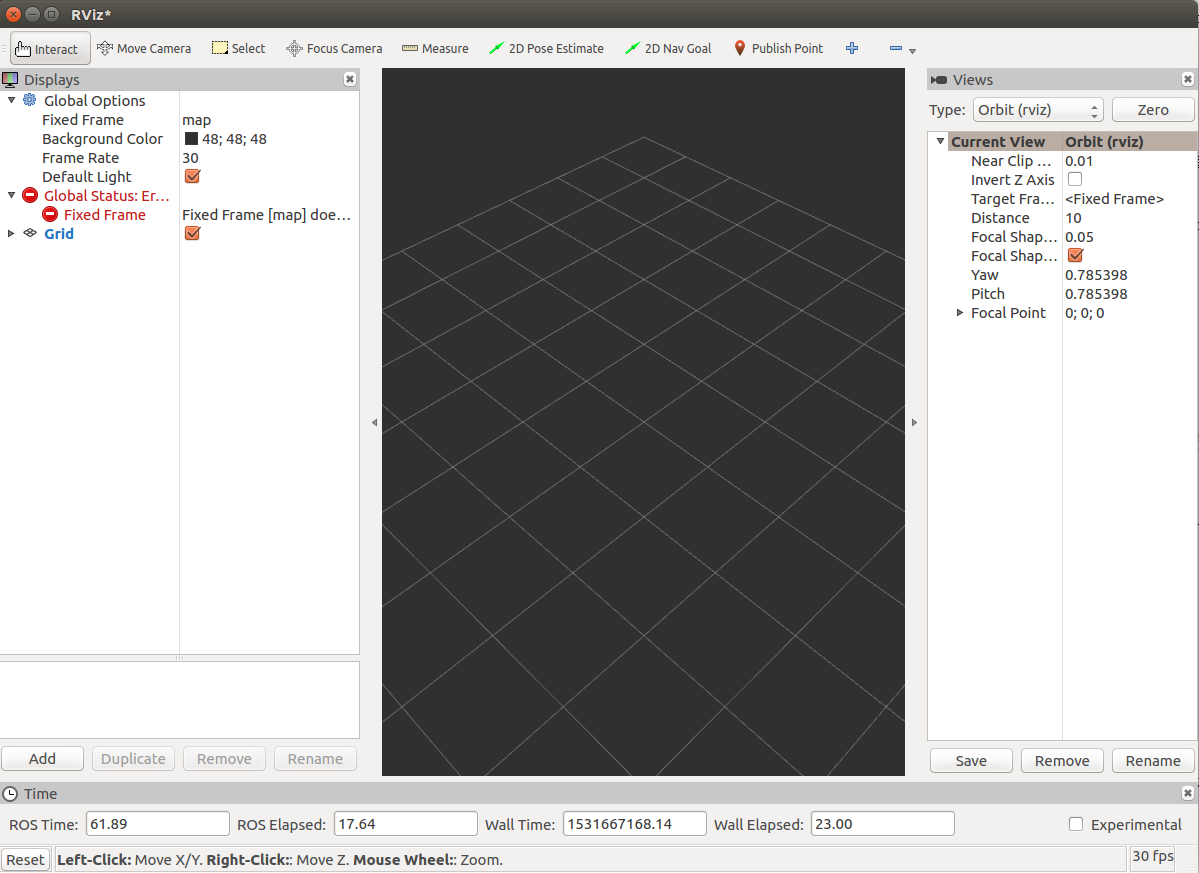 RViz*
Interact Move Camera Select Focus Camera Measure 2D Pose Estimate 2D Nav Goal Publish Point
Displays
Global Options
Fixed Frame map
Background Color 48; 48; 48
Frame Rate 30
Default Light
Global Status: Er...
Fixed Frame Fixed Frame [map] doe...
Grid
Add Duplicate Remove Rename
Views
Type: Orbit (rviz) Zero
Current View Orbit (rviz)
Near Clip ... 0.01
Invert Z Axis
Target Fra... <Fixed Frame>
Distance 10
Focal Shap... 0.05
Focal Shap...
Yaw 0.785398
Pitch 0.785398
Focal Point 0; 0; 0
Save Remove Rename
Time
ROS Time: 61.89 ROS Elapsed: 17.64 Wall Time: 1531667168.14 Wall Elapsed: 23.00 Experimental
Reset Left-Click: Move X/Y. Right-Click:: Move Z. Mouse Wheel:: Zoom. 30 fps